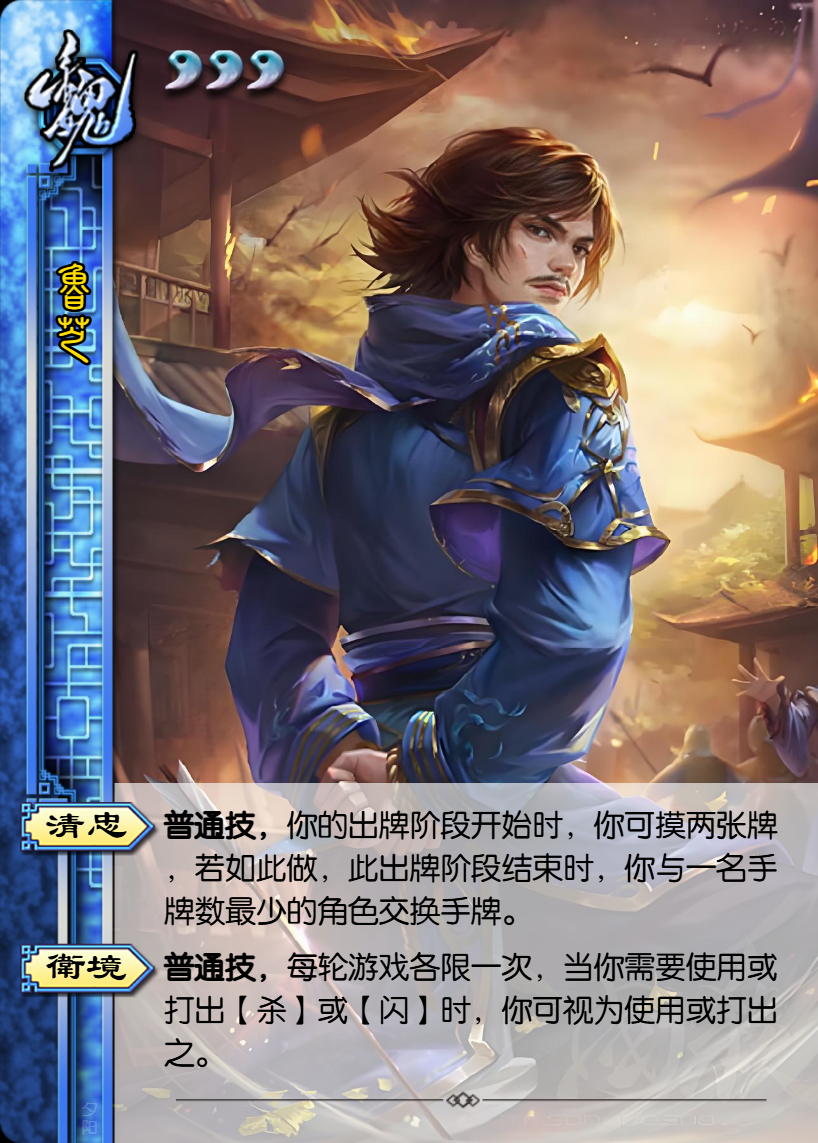 魏
魯芝
清忠
普通技，你的出牌阶段开始时，你可摸两张牌
，若如此做，此出牌阶段结束时，你与一名手
牌数最少的角色交换手牌。
衛境
普通技，每轮游戏各限一次，当你需要使用或
打出【杀】或【闪】时，你可视为使用或打出
之。
夕阳